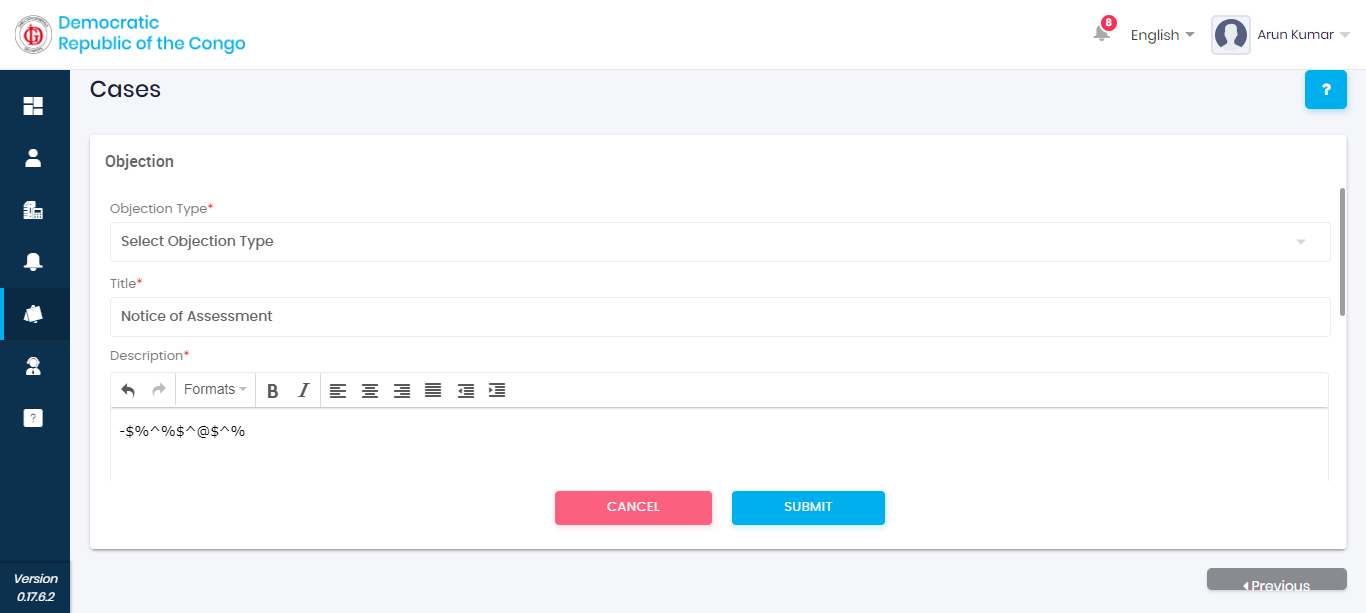 Democratic
Republic of the Congo
8
English
Arun Kumar
Cases
?
Objection
Objection Type*
Select Objection Type
Title*
Notice of Assessment
Description*
Formats B I
-$%^%$^@$^%
?
CANCEL SUBMIT
Version
0.17.6.2
Previous